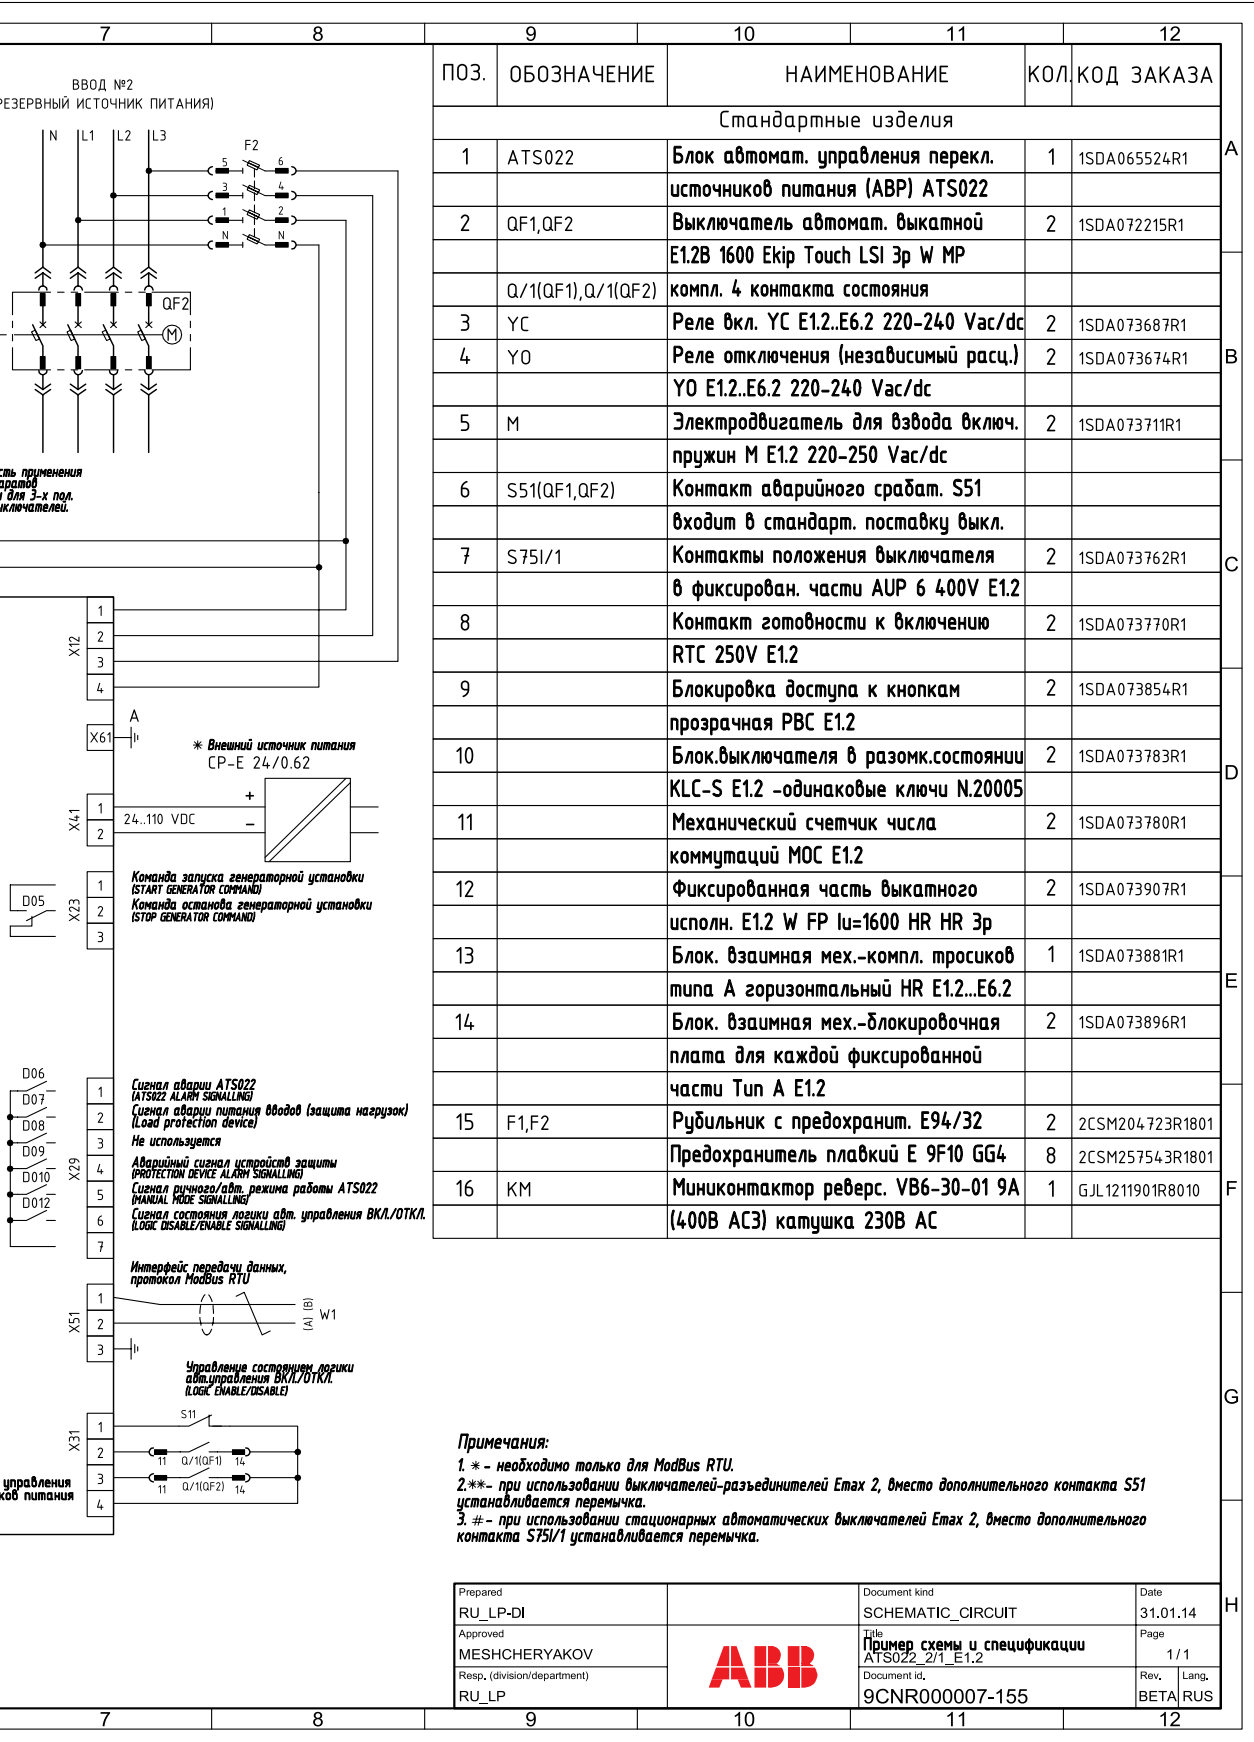 7 8 9 10 11 12
ВВОД №2
РЕЗЕРВНЫЙ ИСТОЧНИК ПИТАНИЯ)
N L1 L2 L3
F2
5 6
3 4
1 2
N N
QF2
M
сть применения
аратов
и для 3-х пол.
ключателей.
X12
1
2
3
4
X61
A
* Внешний источник питания
CP-E 24/0.62
X41
1
2
24..110 VDC
+
-
X23
1
2
3
DO5
Команда запуска генераторной установки
(START GENERATOR COMMAND)
Команда останова генераторной установки
(STOP GENERATOR COMMAND)
DO6
DO7
DO8
DO9
DO10
DO12
X29
1
2
3
4
5
6
7
Сигнал аварии ATS022
(ATS022 ALARM SIGNALLING)
Сигнал аварии питания вводов (защита нагрузок)
(Load protection device)
Не используется
Аварийный сигнал устройств защиты
(PROTECTION DEVICE ALARM SIGNALLING)
Сигнал ручного/авт. режима работы ATS022
(MANUAL MODE SIGNALLING)
Сигнал состояния логики авт. управления ВКЛ./ОТКЛ.
(LOGIC DISABLE/ENABLE SIGNALLING)
Интерфейс передачи данных,
протокол ModBus RTU
X51
1
2
3
(A) (B)
W1
Управление состоянием логики
авт.управления ВКЛ./ОТКЛ.
(LOGIC ENABLE/DISABLE)
X31
1
2
3
4
S11
11 Q/1(QF1) 14
11 Q/1(QF2) 14
управления
ков питания
ПОЗ. ОБОЗНАЧЕНИЕ НАИМЕНОВАНИЕ КОЛ. КОД ЗАКАЗА
Стандартные изделия
1 ATS022 Блок автомат. управления перекл. 1 1SDA065524R1
источников питания (АВР) ATS022
2 QF1,QF2 Выключатель автомат. выкатной 2 1SDA072215R1
E1.2B 1600 Ekip Touch LSI 3p W MP
Q/1(QF1),Q/1(QF2) компл. 4 контакта состояния
3 YC Реле вкл. YC E1.2..E6.2 220-240 Vac/dc 2 1SDA073687R1
4 YO Реле отключения (независимый расц.) 2 1SDA073674R1
YO E1.2..E6.2 220-240 Vac/dc
5 M Электродвигатель для взвода включ. 2 1SDA073711R1
пружин M E1.2 220-250 Vac/dc
6 S51(QF1,QF2) Контакт аварийного срабат. S51
входит в стандарт. поставку выкл.
7 S75I/1 Контакты положения выключателя 2 1SDA073762R1
в фиксирован. части AUP 6 400V E1.2
8 Контакт готовности к включению 2 1SDA073770R1
RTC 250V E1.2
9 Блокировка доступа к кнопкам 2 1SDA073854R1
прозрачная PBC E1.2
10 Блок.выключателя в разомк.состоянии 2 1SDA073783R1
KLC-S E1.2 -одинаковые ключи N.20005
11 Механический счетчик числа 2 1SDA073780R1
коммутаций MOC E1.2
12 Фиксированная часть выкатного 2 1SDA073907R1
исполн. E1.2 W FP Iu=1600 HR HR 3p
13 Блок. взаимная мех.-компл. тросиков 1 1SDA073881R1
типа A горизонтальный HR E1.2...E6.2
14 Блок. взаимная мех.-блокировочная 2 1SDA073896R1
плата для каждой фиксированной
части Тип A E1.2
15 F1,F2 Рубильник с предохранит. E94/32 2 2CSM204723R1801
Предохранитель плавкий E 9F10 GG4 8 2CSM257543R1801
16 KM Миниконтактор реверс. VB6-30-01 9A 1 GJL1211901R8010
(400В АС3) катушка 230В АС
A
B
C
D
E
F
G
H
Примечания:
1. * - необходимо только для ModBus RTU.
2.**- при использовании выключателей-разъединителей Emax 2, вместо дополнительного контакта S51
устанавливается перемычка.
3. # - при использовании стационарных автоматических выключателей Emax 2, вместо дополнительного
контакта S75I/1 устанавливается перемычка.
Prepared
RU_LP-DI
Approved
MESHCHERYAKOV
Resp. (division/department)
RU_LP
ABB
Document kind
SCHEMATIC_CIRCUIT
Title
Пример схемы и спецификации
ATS022_2/1_E1.2
Document id.
9CNR000007-155
Date
31.01.14
Page
1 / 1
Rev. Lang.
BETA RUS
7 8 9 10 11 12